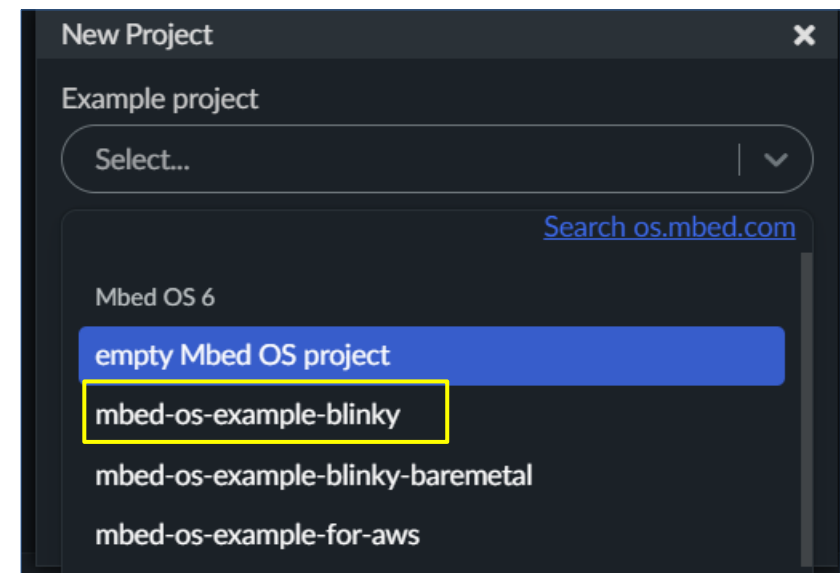 New Project
Example project
Select...
Search os.mbed.com
Mbed OS 6
empty Mbed OS project
mbed-os-example-blinky
mbed-os-example-blinky-baremetal
mbed-os-example-for-aws